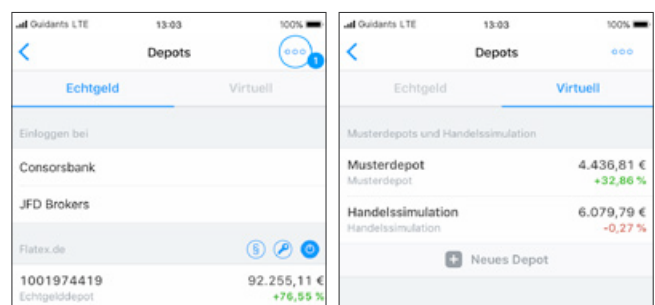 Guidants LTE 13:03 100%
Depots
1
Echtgeld Virtuell
Einloggen bei
Consorsbank
JFD Brokers
Flatex.de §
1001974419 92.255,11 €
Echtgelddepot +76,55 %
Guidants LTE 13:03 100%
Depots
Echtgeld Virtuell
Musterdepots und Handelssimulation
Musterdepot 4.436,81 €
Musterdepot +32,86 %
Handelssimulation 6.079,79 €
Handelssimulation -0,27 %
Neues Depot